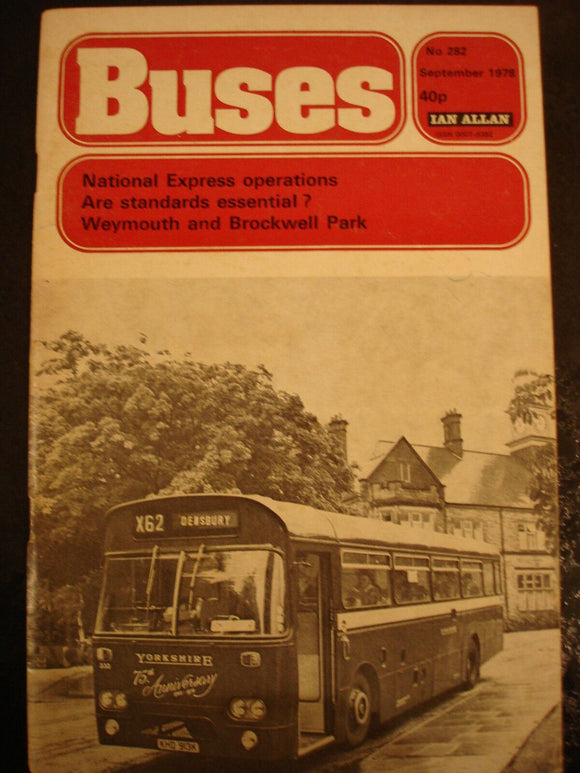 Buses
No 282
September 1978
40p
IAN ALLAN
National Express operations
Are standards essential?
Weymouth and Brockwell Park
X62 DEWSBURY
332
YORKSHIRE
75th Anniversary